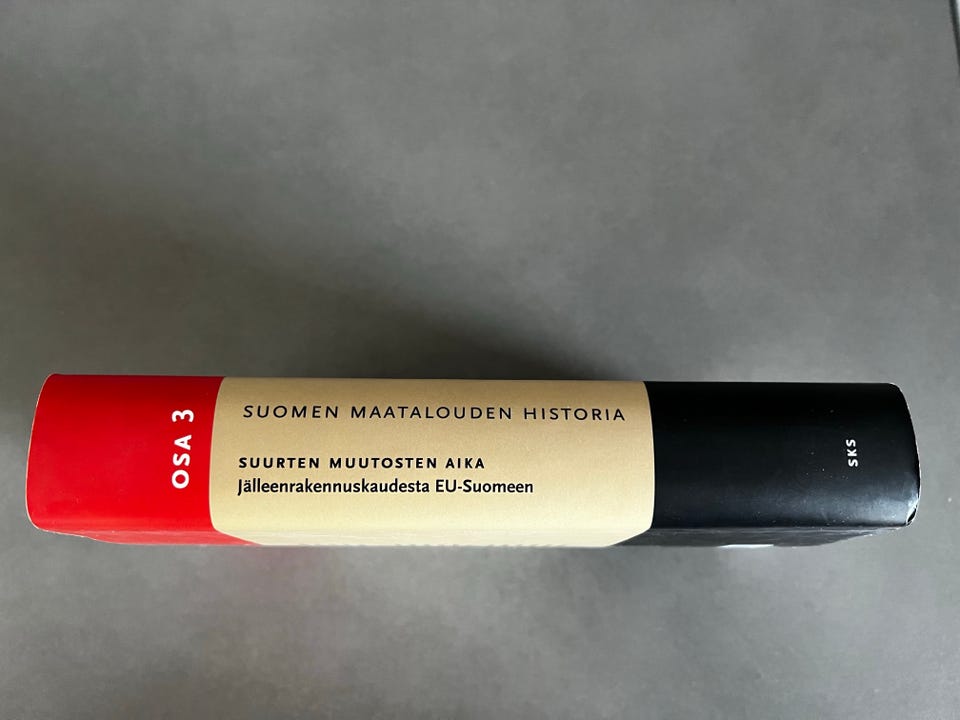 OSA 3
SUOMEN MAATALOUDEN HISTORIA
SUURTEN MUUTOSTEN AIKA
Jälleenrakennuskaudesta EU-Suomeen
SKS